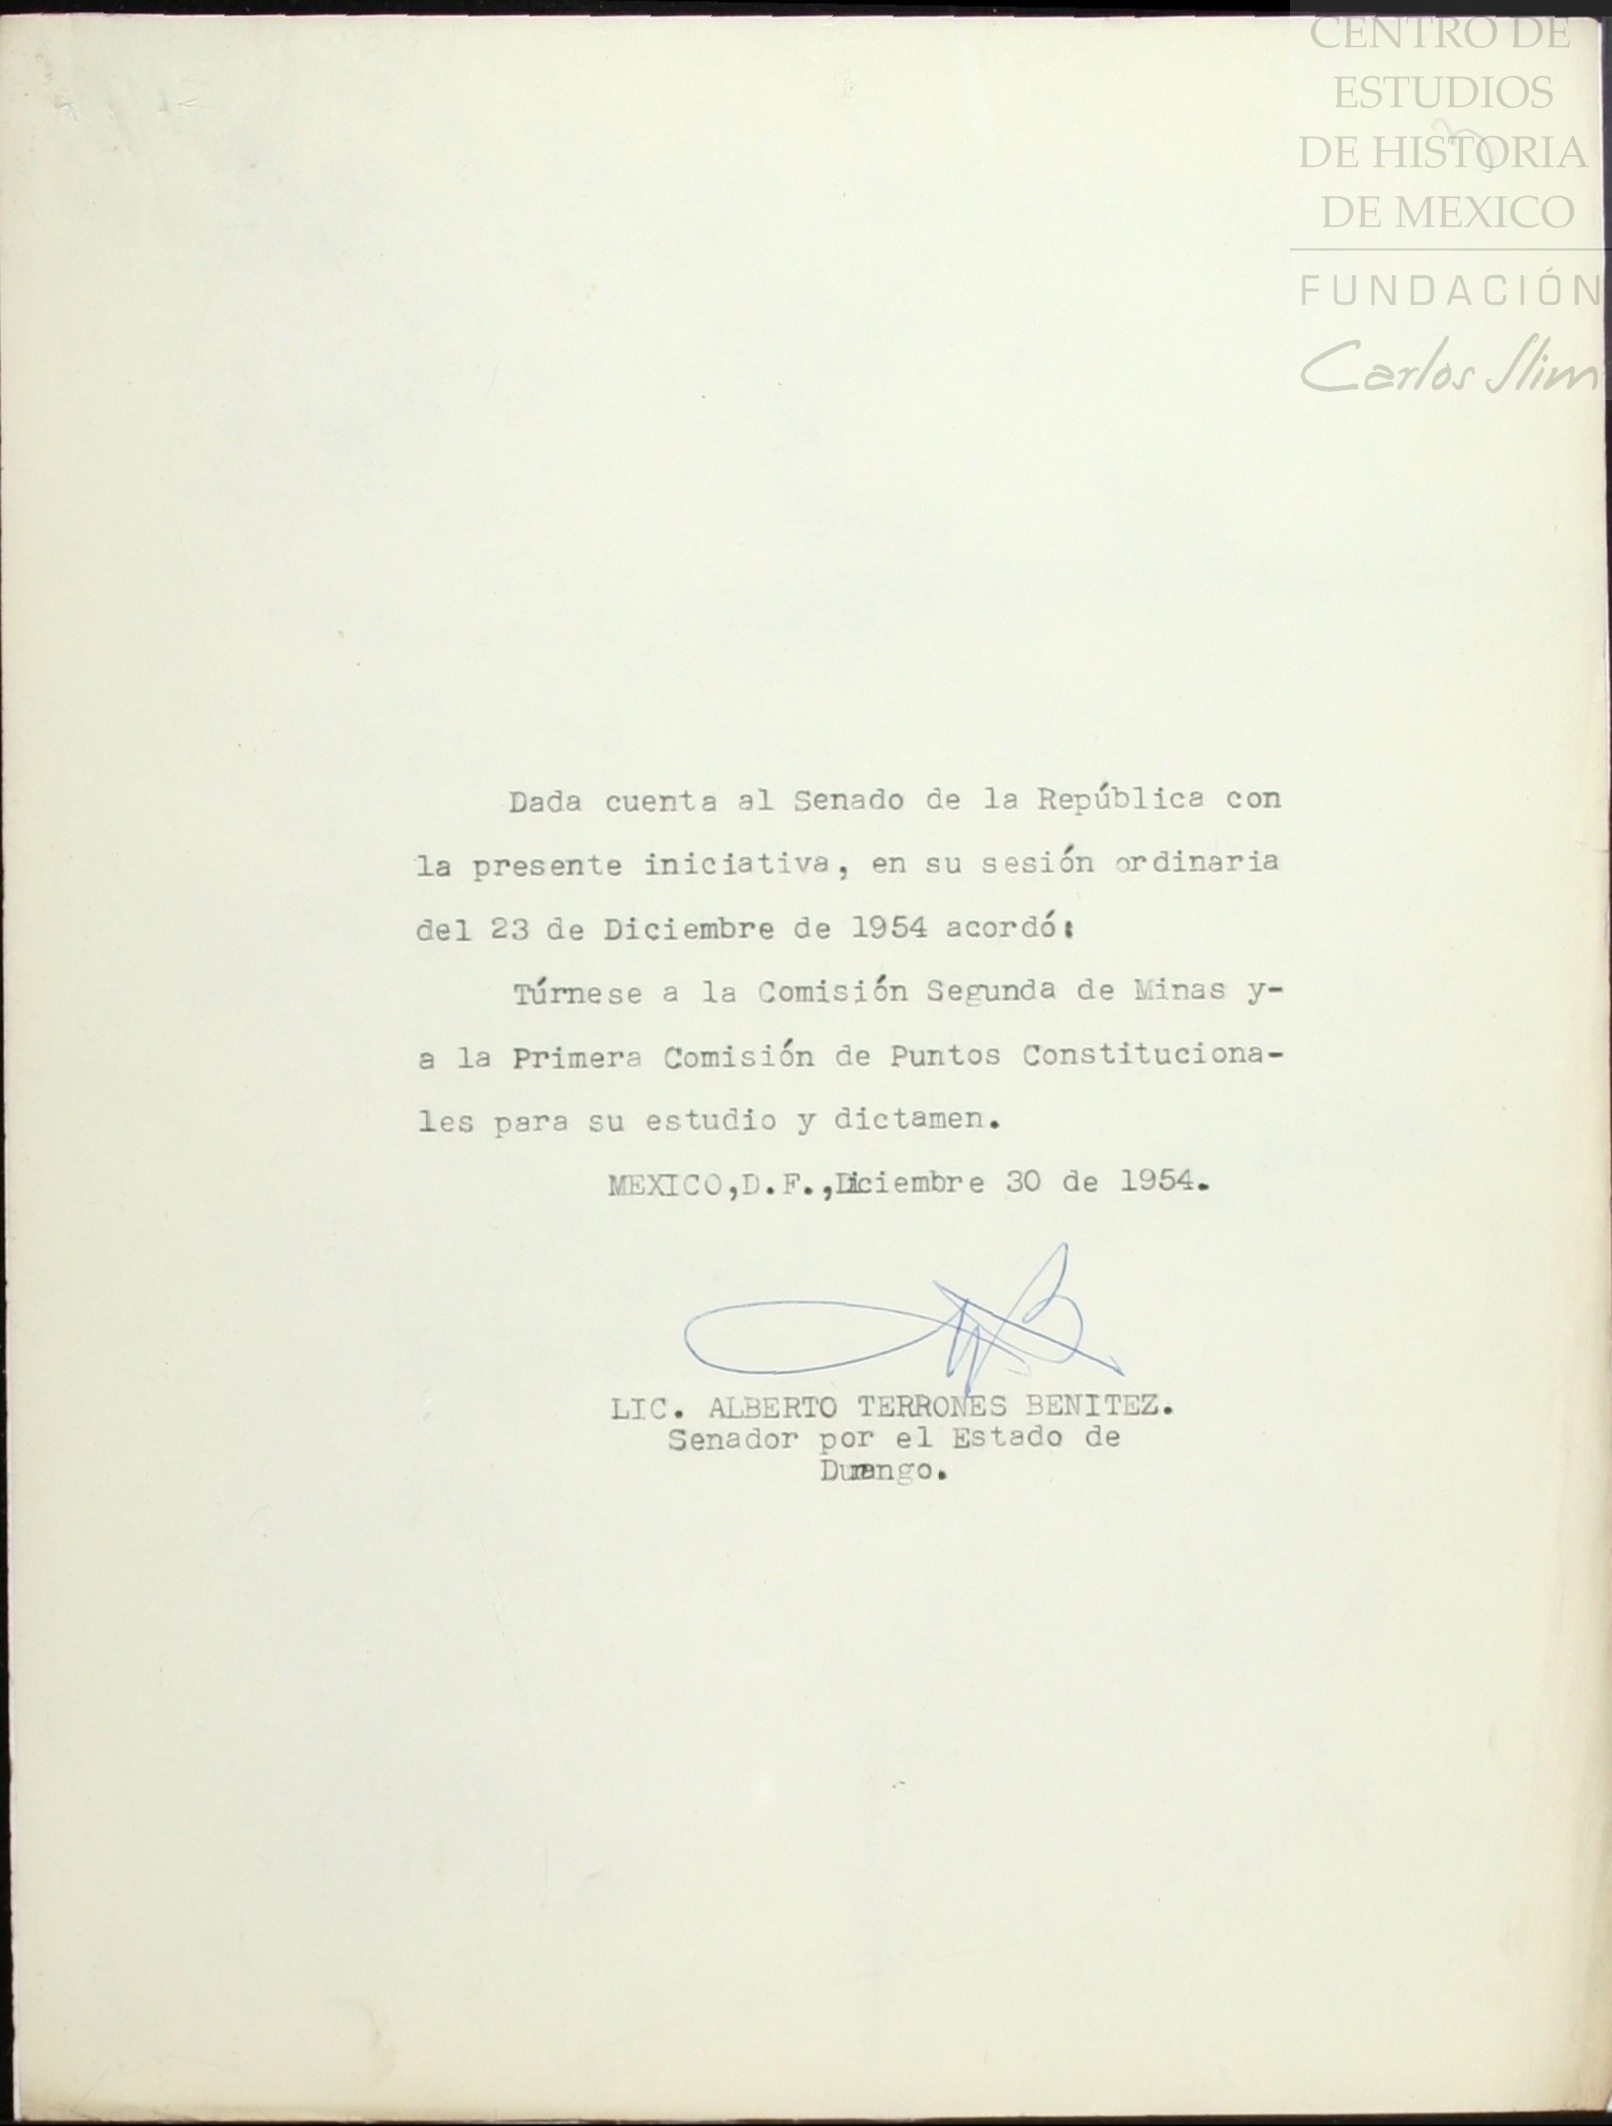 CENTRO DE
ESTUDIOS
DE HISTORIA
DE MEXICO
FUNDACIÓN
Carlos Slim
Dada cuenta al Senado de la República con
la presente iniciativa, en su sesión ordinaria
del 23 de Diciembre de 1954 acordó:
Túrnese a la Comisión Segunda de Minas y-
a la Primera Comisión de Puntos Constituciona-
les para su estudio y dictamen.
MEXICO,D.F.,Diciembre 30 de 1954.
LIC. ALBERTO TERRONES BENITEZ.
Senador por el Estado de
Durango.